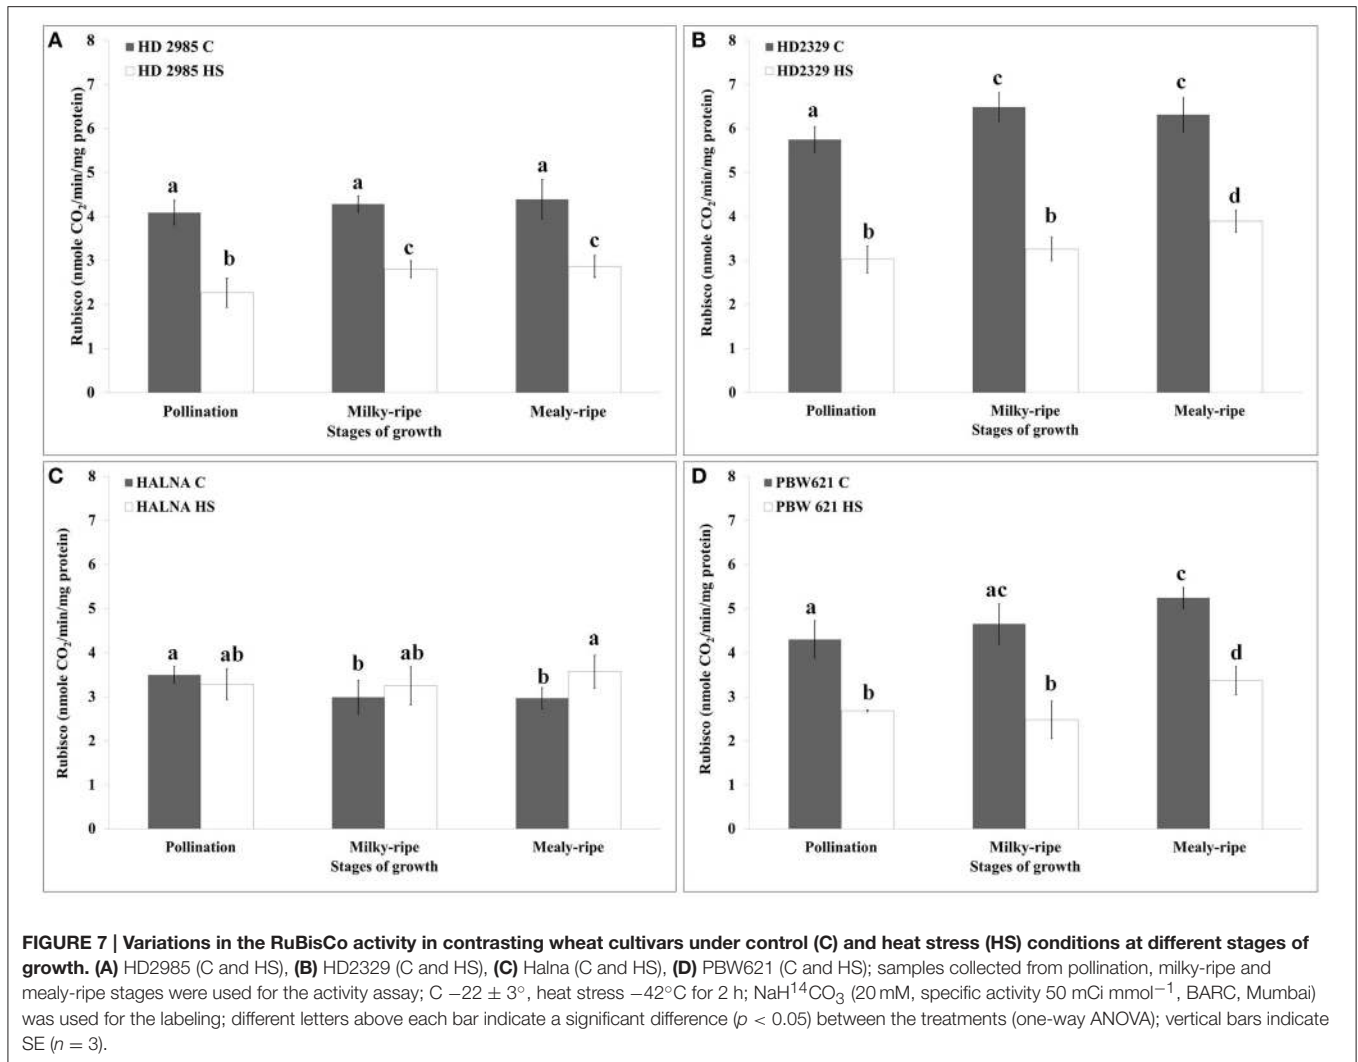 A
HD 2985 C
HD 2985 HS
Rubisco (nmole CO₂/min/mg protein)
8
7
6
5
4
3
2
1
0
a
b
a
c
a
c
Pollination
Milky-ripe
Mealy-ripe
Stages of growth
B
HD2329 C
HD2329 HS
Rubisco (nmole CO₂/min/mg protein)
8
7
6
5
4
3
2
1
0
a
b
c
b
c
d
Pollination
Milky-ripe
Mealy-ripe
Stages of growth
C
HALNA C
HALNA HS
Rubisco (nmole CO₂/min/mg protein)
8
7
6
5
4
3
2
1
0
a
ab
b
ab
b
a
Pollination
Milky-ripe
Mealy-ripe
Stages of growth
D
PBW621 C
PBW 621 HS
Rubisco (nmole CO₂/min/mg protein)
8
7
6
5
4
3
2
1
0
a
b
ac
b
c
d
Pollination
Milky-ripe
Mealy-ripe
Stages of growth
FIGURE 7 | Variations in the RuBisCo activity in contrasting wheat cultivars under control (C) and heat stress (HS) conditions at different stages of
growth. (A) HD2985 (C and HS), (B) HD2329 (C and HS), (C) Halna (C and HS), (D) PBW621 (C and HS); samples collected from pollination, milky-ripe and
mealy-ripe stages were used for the activity assay; C −22 ± 3°, heat stress −42°C for 2 h; NaH¹⁴CO₃ (20 mM, specific activity 50 mCi mmol⁻¹, BARC, Mumbai)
was used for the labeling; different letters above each bar indicate a significant difference (p < 0.05) between the treatments (one-way ANOVA); vertical bars indicate
SE (n = 3).